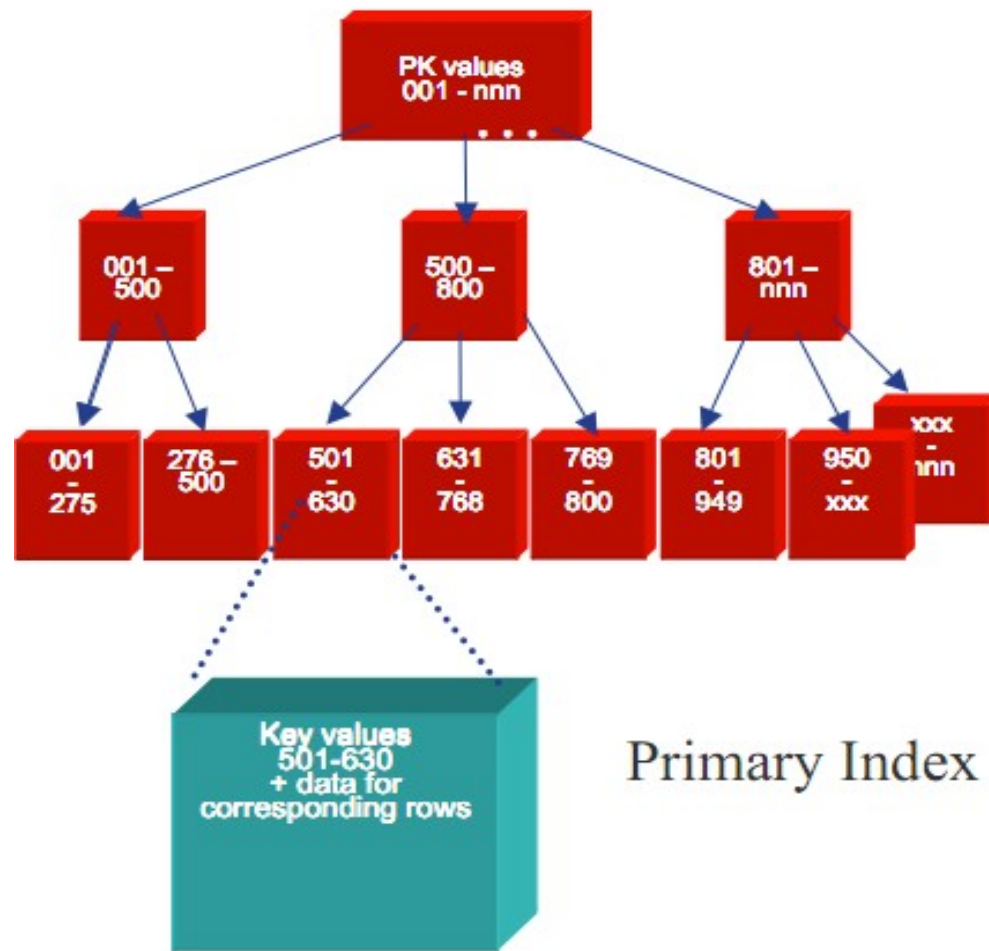 PK values
001 - nnn
. . .
001 –
500
500 –
800
801 –
nnn
001
-
275
276 –
500
501
-
630
631
-
768
769
-
800
801
-
949
950
-
xxx
xxx
-
nnn
Key values
501-630
+ data for
corresponding rows
Primary Index